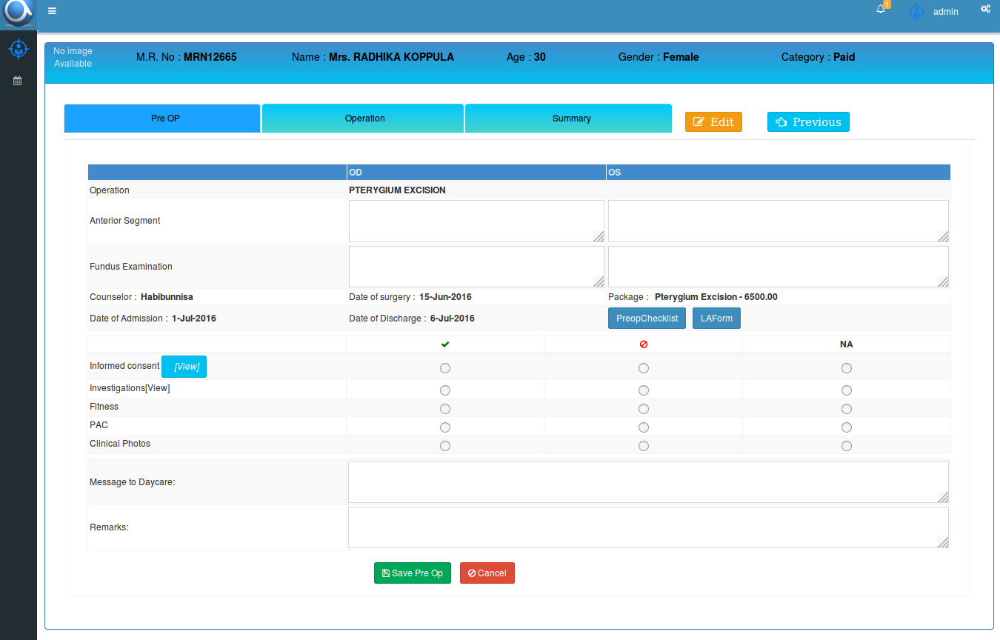 1
admin
No image
Available
M.R. No : MRN12665 Name : Mrs. RADHIKA KOPPULA Age : 30 Gender : Female Category : Paid
Pre OP Operation Summary Edit Previous
OD OS
Operation PTERYGIUM EXCISION
Anterior Segment
Fundus Examination
Counselor : Habibunnisa Date of surgery : 15-Jun-2016 Package : Pterygium Excision - 6500.00
Date of Admission : 1-Jul-2016 Date of Discharge : 6-Jul-2016 PreopChecklist LAForm
NA
Informed consent [View]
Investigations[View]
Fitness
PAC
Clinical Photos
Message to Daycare:
Remarks:
Save Pre Op Cancel